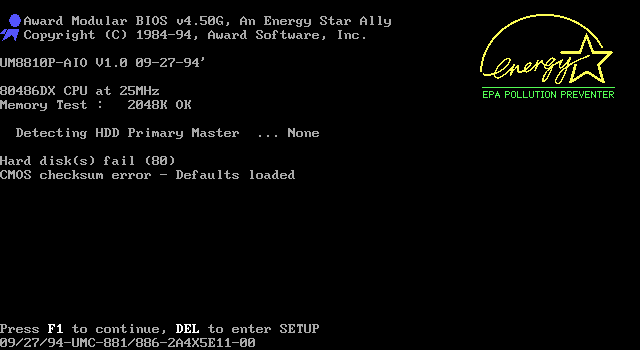 Award Modular BIOS v4.50G, An Energy Star Ally
Copyright (C) 1984-94, Award Software, Inc.
energy
EPA POLLUTION PREVENTER
UM8810P-AIO V1.0 09-27-94'
80486DX CPU at 25MHz
Memory Test :   2048K OK
Detecting HDD Primary Master  ... None
Hard disk(s) fail (80)
CMOS checksum error - Defaults loaded
Press F1 to continue, DEL to enter SETUP
09/27/94-UMC-881/886-2A4X5E11-00